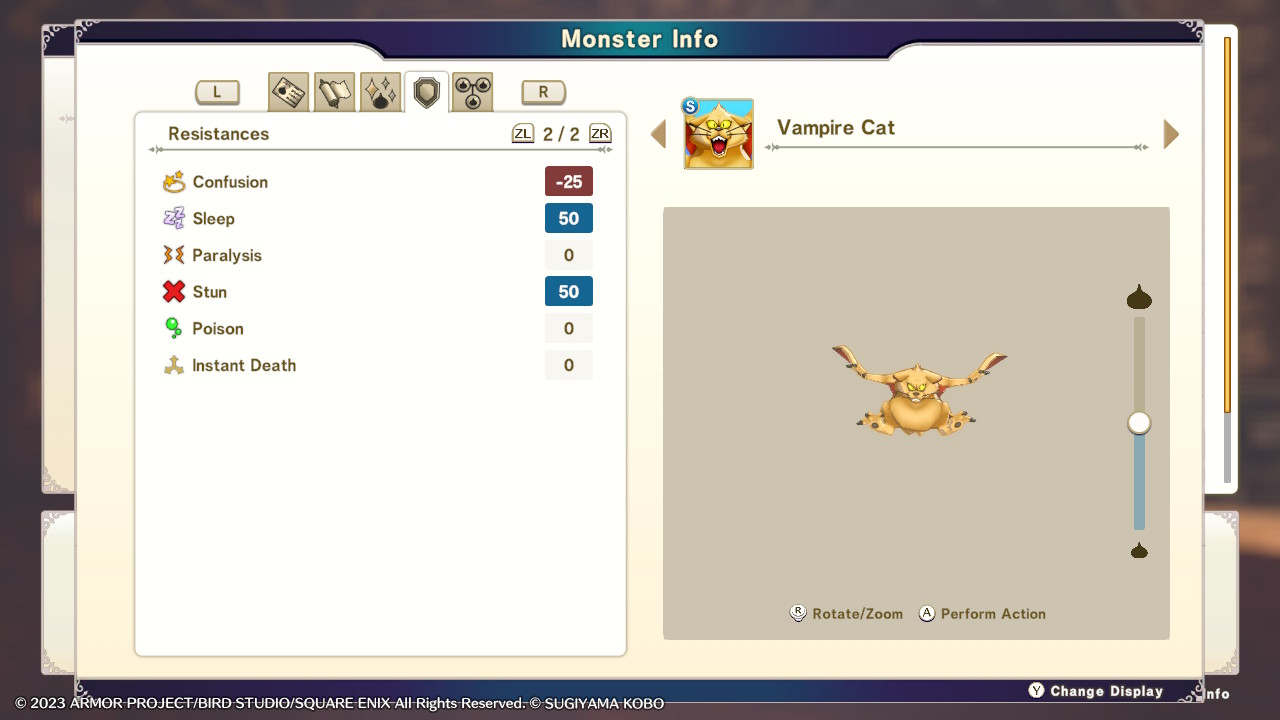 Monster Info
L R
Resistances ZL 2 / 2 ZR
S Vampire Cat
Confusion -25
Sleep 50
Paralysis 0
Stun 50
Poison 0
Instant Death 0
R Rotate/Zoom A Perform Action
Y Change Display
nfo
© 2023 ARMOR PROJECT/BIRD STUDIO/SQUARE ENIX All Rights Reserved. © SUGIYAMA KOBO